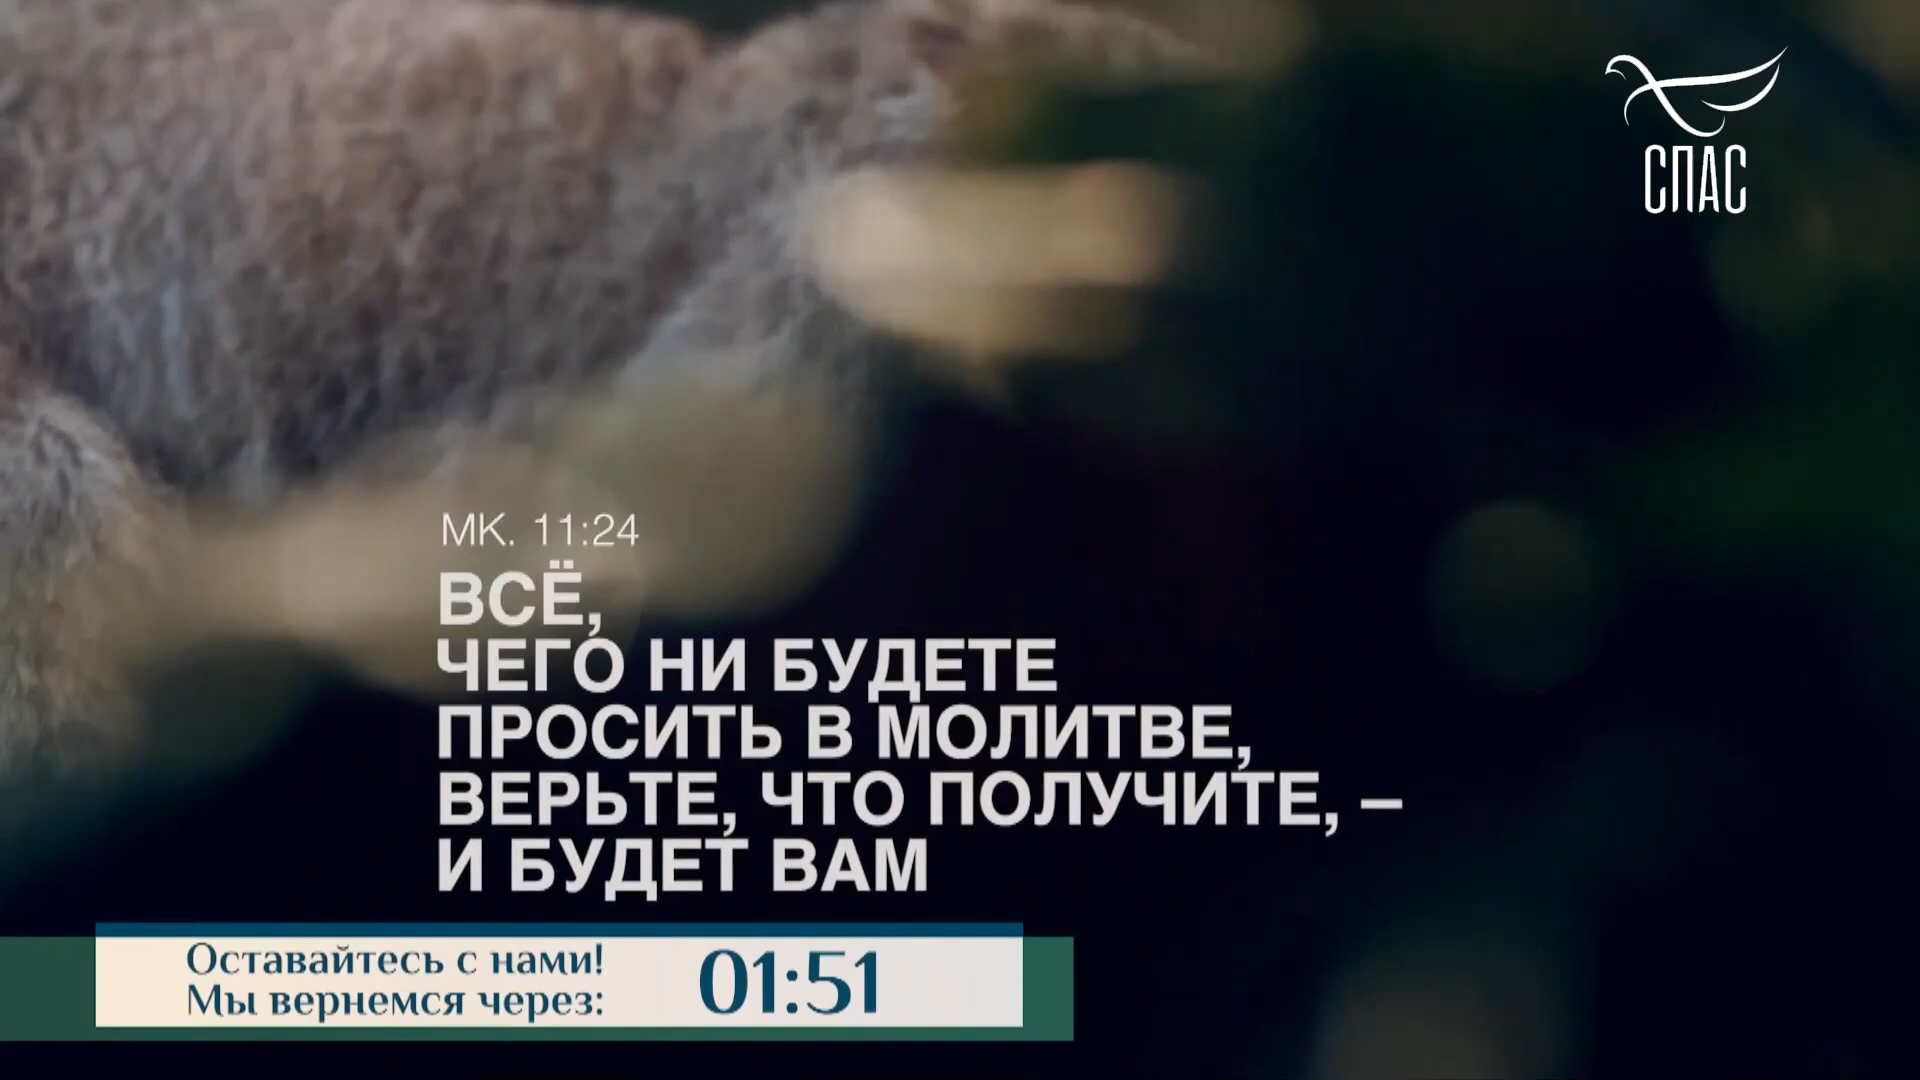 СПАС
МК. 11:24
ВСЁ,
ЧЕГО НИ БУДЕТЕ
ПРОСИТЬ В МОЛИТВЕ,
ВЕРЬТЕ, ЧТО ПОЛУЧИТЕ, –
И БУДЕТ ВАМ
Оставайтесь с нами!
Мы вернемся через:
01:51